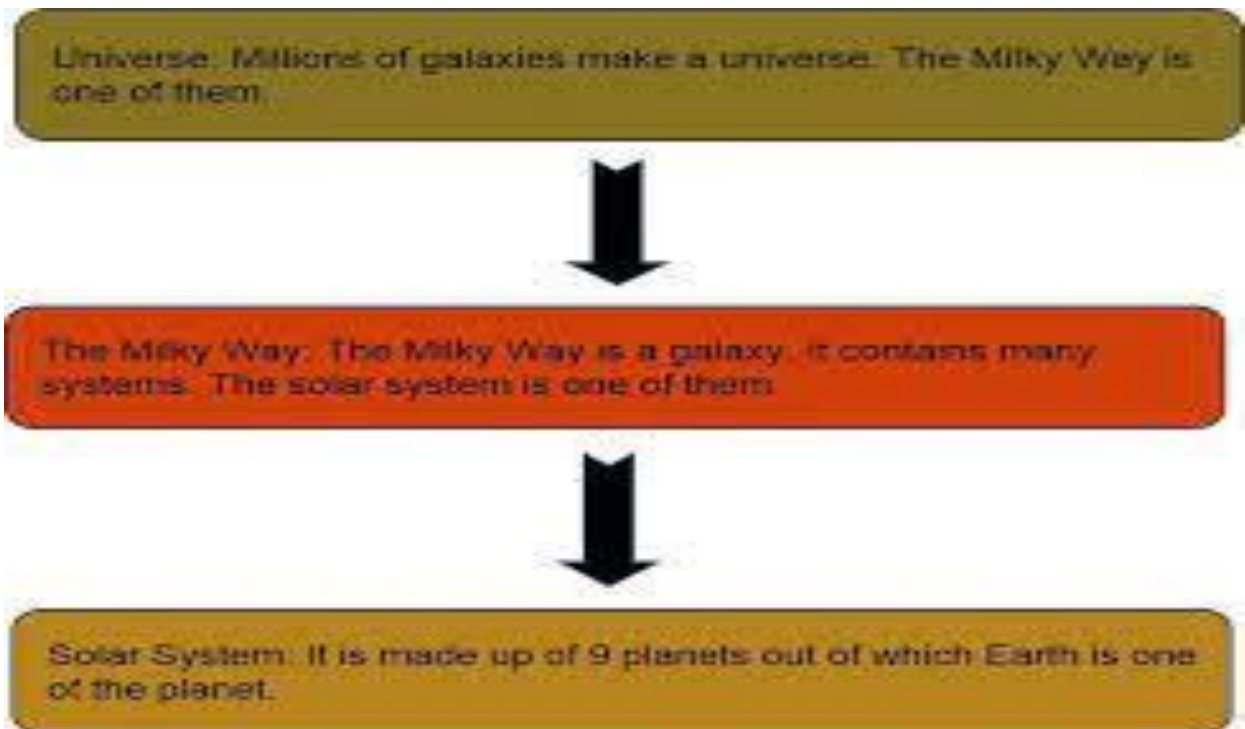 Universe: Millions of galaxies make a universe. The Milky Way is
one of them.
The Milky Way: The Milky Way is a galaxy. It contains many
systems. The solar system is one of them
Solar System: It is made up of 9 planets out of which Earth is one
of the planet.